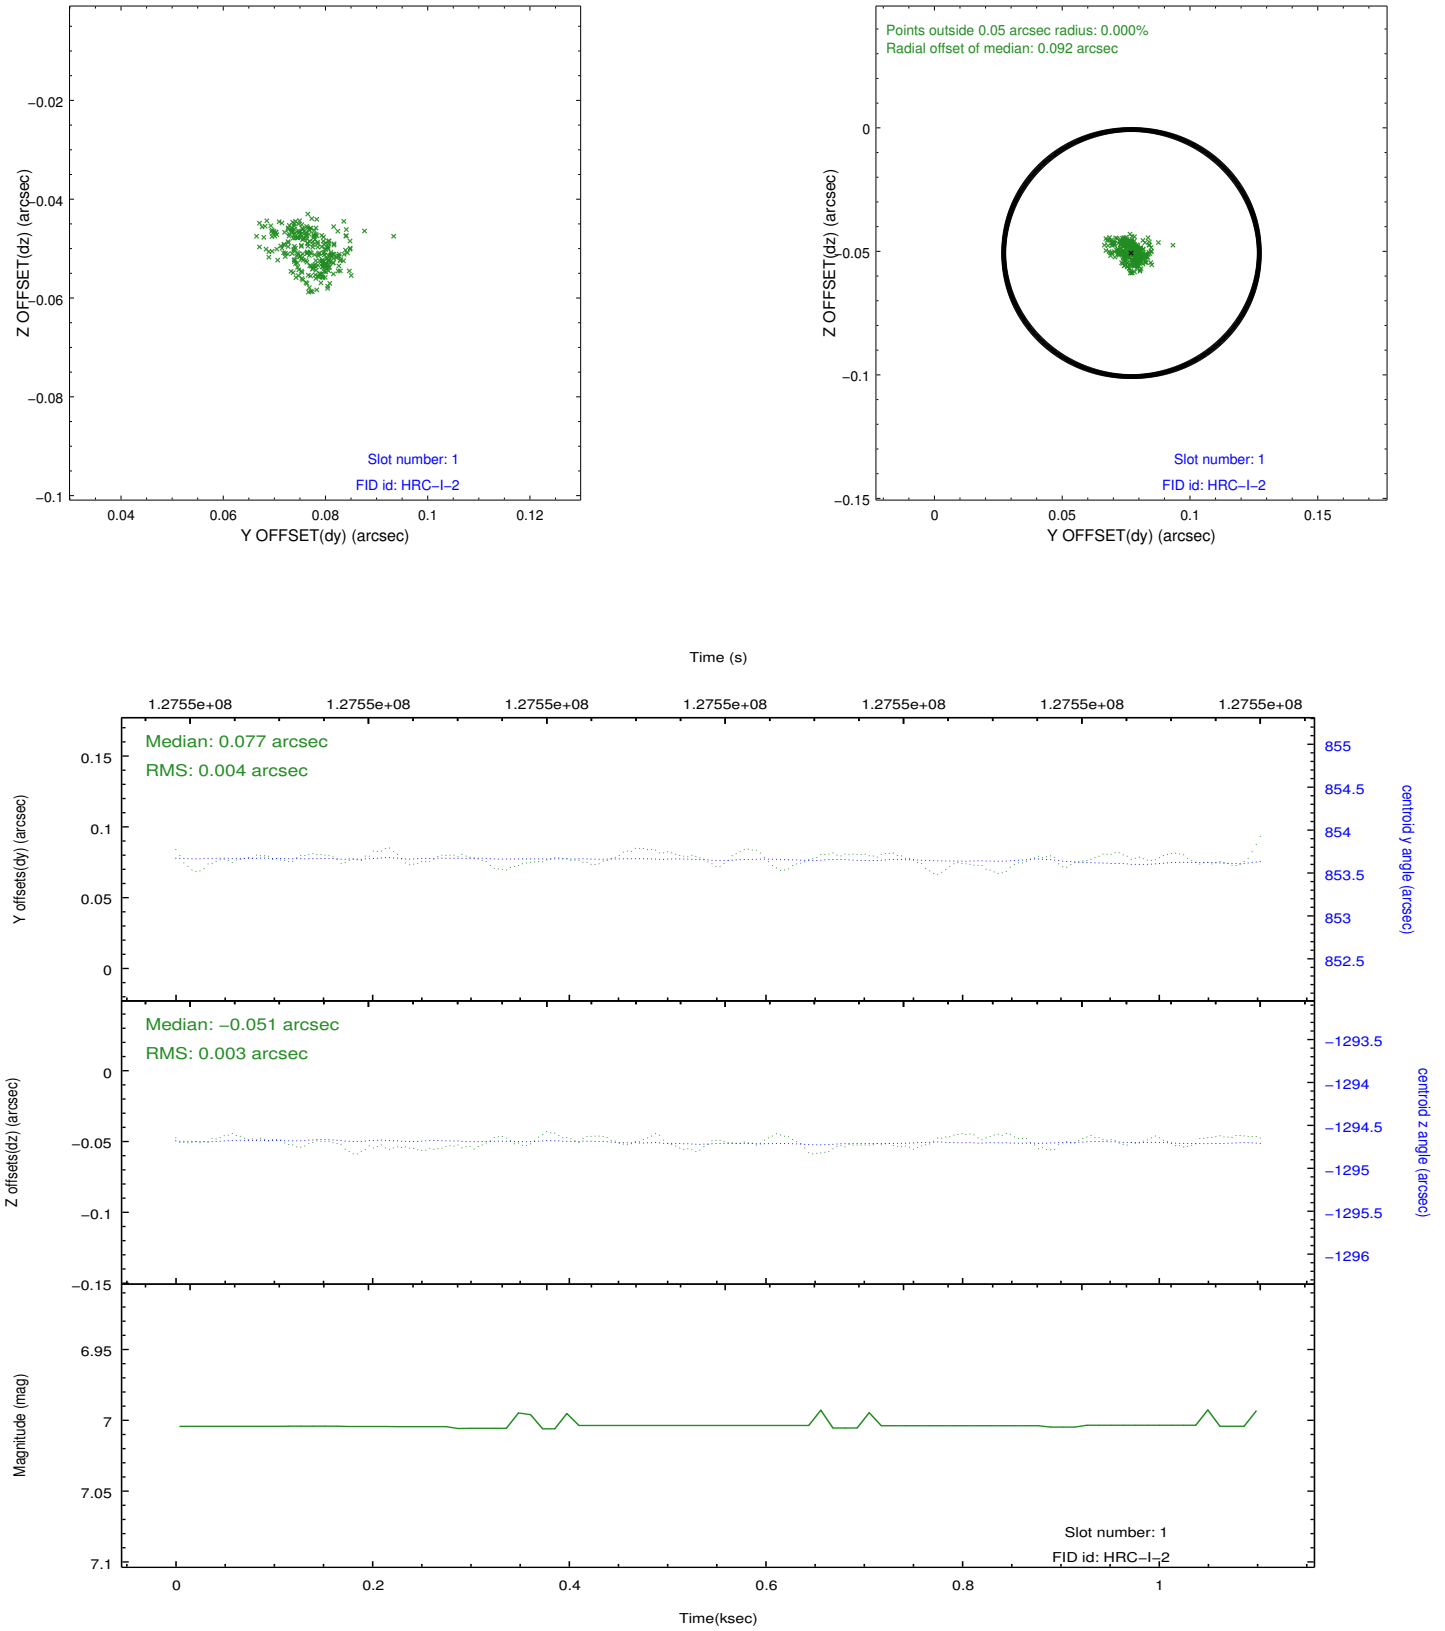 −0.02
−0.04
−0.06
−0.08
−0.1
Z OFFSET(dz) (arcsec)
Slot number: 1
FID id: HRC−I−2
0.04 0.06 0.08 0.1 0.12
Y OFFSET(dy) (arcsec)
Points outside 0.05 arcsec radius: 0.000%
Radial offset of median: 0.092 arcsec
0
−0.05
−0.1
−0.15
Z OFFSET(dz) (arcsec)
Slot number: 1
FID id: HRC−I−2
0 0.05 0.1 0.15
Y OFFSET(dy) (arcsec)
Time (s)
1.2755e+08 1.2755e+08 1.2755e+08 1.2755e+08 1.2755e+08 1.2755e+08 1.2755e+08
Median: 0.077 arcsec
RMS: 0.004 arcsec
0.15
0.1
0.05
0
Y offsets(dy) (arcsec)
855
854.5
854
853.5
853
852.5
centroid y angle (arcsec)
Median: −0.051 arcsec
RMS: 0.003 arcsec
0
−0.05
−0.1
−0.15
Z offsets(dz) (arcsec)
−1293.5
−1294
−1294.5
−1295
−1295.5
−1296
centroid z angle (arcsec)
6.95
7
7.05
7.1
Magnitude (mag)
Slot number: 1
FID id: HRC−I−2
0 0.2 0.4 0.6 0.8 1
Time(ksec)